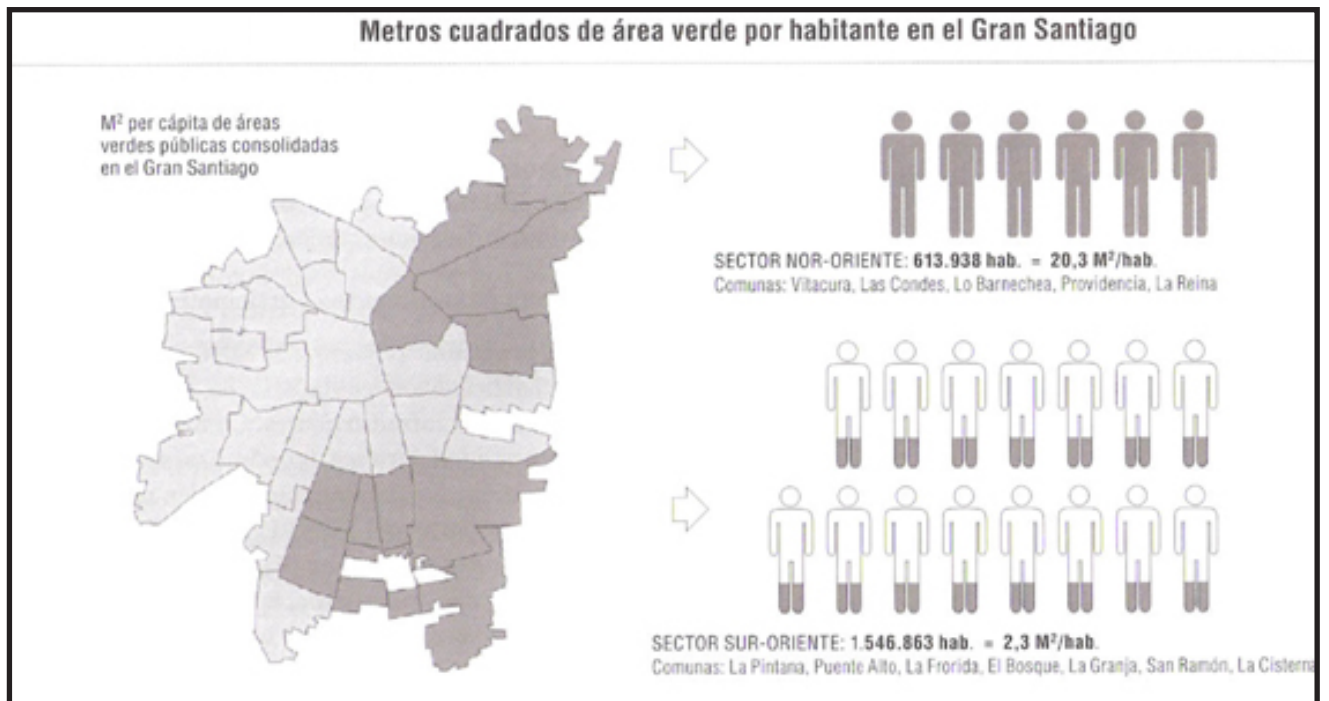 Metros cuadrados de área verde por habitante en el Gran Santiago
M² per cápita de áreas
verdes públicas consolidadas
en el Gran Santiago
SECTOR NOR-ORIENTE: 613.938 hab. = 20,3 M²/hab.
Comunas: Vitacura, Las Condes, Lo Barnechea, Providencia, La Reina
SECTOR SUR-ORIENTE: 1.546.863 hab. = 2,3 M²/hab.
Comunas: La Pintana, Puente Alto, La Frorida, El Bosque, La Granja, San Ramón, La Cisterna